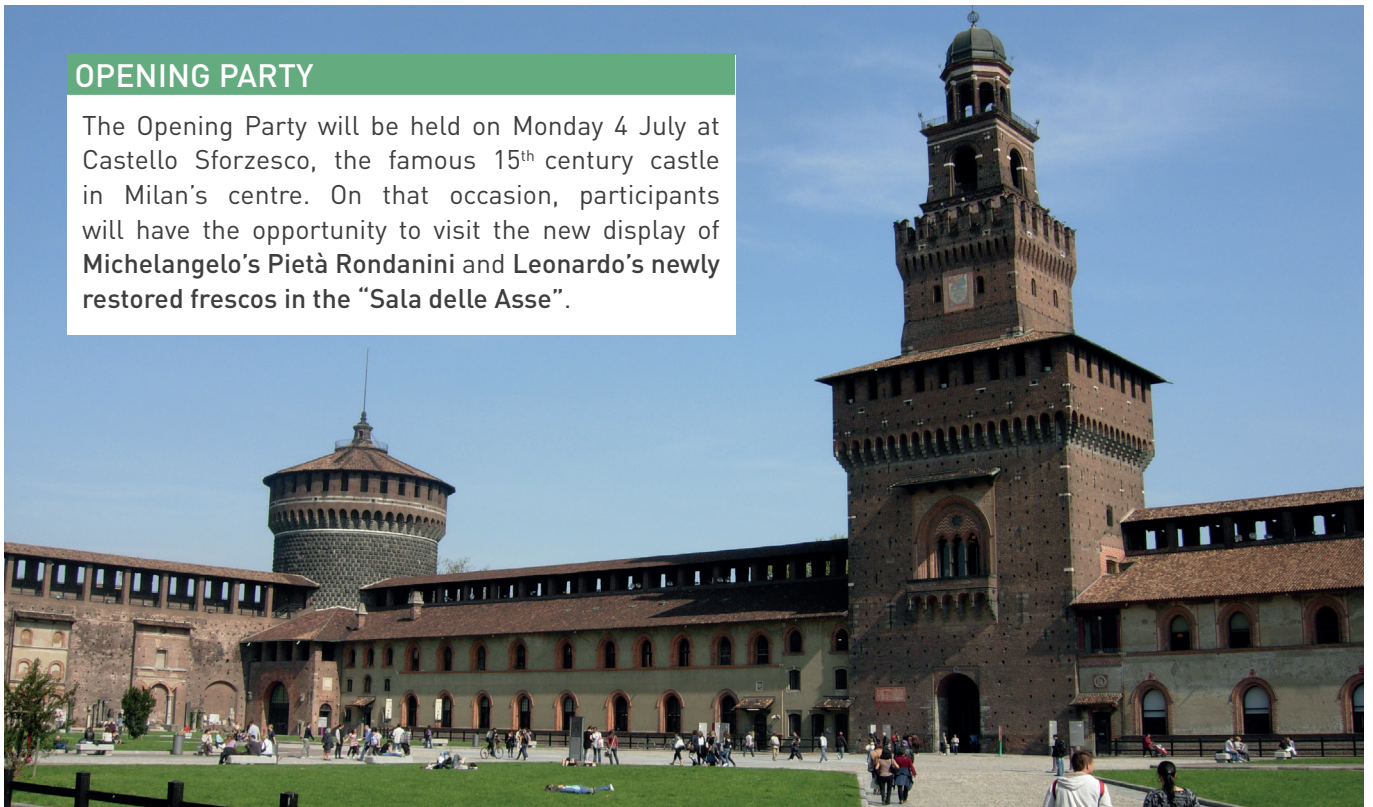 OPENING PARTY
The Opening Party will be held on Monday 4 July at
Castello Sforzesco, the famous 15th century castle
in Milan's centre. On that occasion, participants
will have the opportunity to visit the new display of
Michelangelo's Pietà Rondanini and Leonardo's newly
restored frescos in the “Sala delle Asse”.